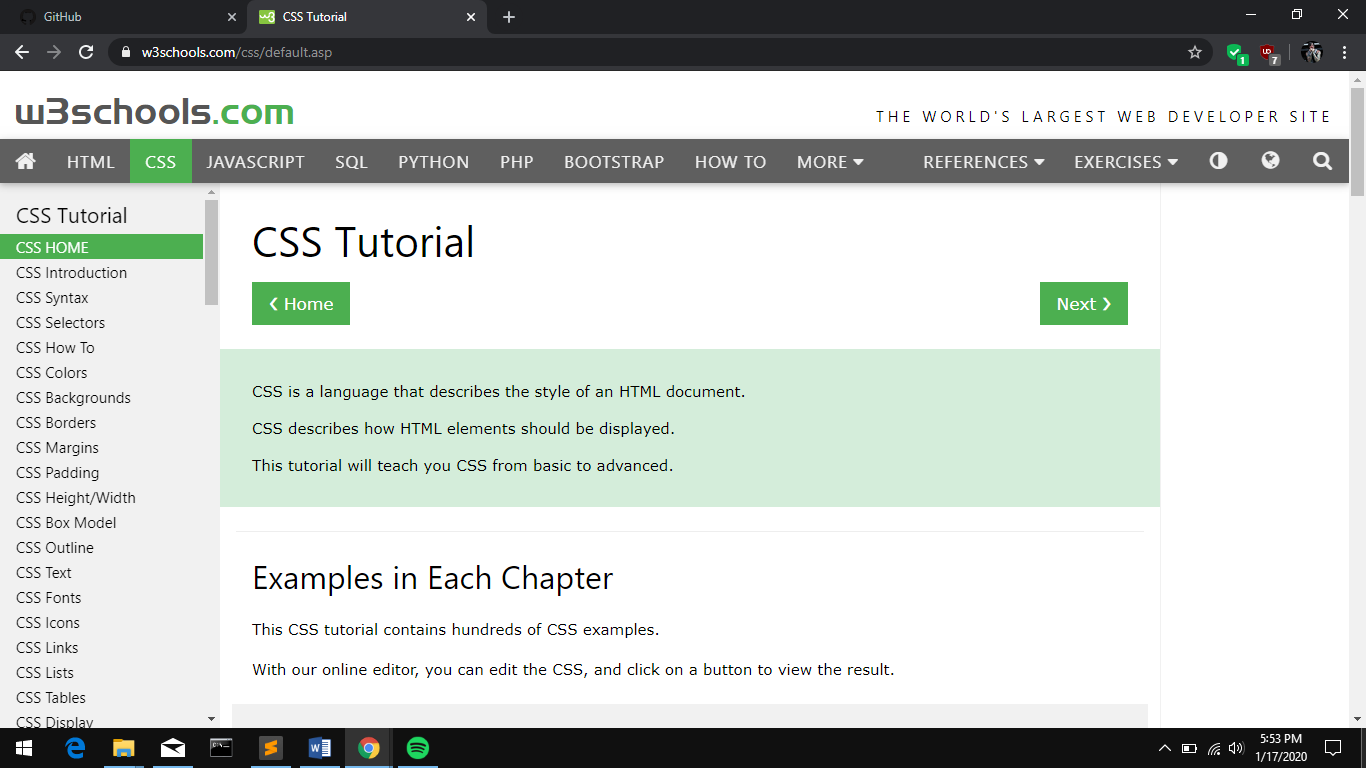 GitHub
CSS Tutorial
w3schools.com/css/default.asp
1
UD
7
w3schools.com
THE WORLD'S LARGEST WEB DEVELOPER SITE
HTML CSS JAVASCRIPT SQL PYTHON PHP BOOTSTRAP HOW TO MORE REFERENCES EXERCISES
CSS Tutorial
CSS HOME
CSS Introduction
CSS Syntax
CSS Selectors
CSS How To
CSS Colors
CSS Backgrounds
CSS Borders
CSS Margins
CSS Padding
CSS Height/Width
CSS Box Model
CSS Outline
CSS Text
CSS Fonts
CSS Icons
CSS Links
CSS Lists
CSS Tables
CSS Display
CSS Tutorial
❮ Home
Next ❯
CSS is a language that describes the style of an HTML document.
CSS describes how HTML elements should be displayed.
This tutorial will teach you CSS from basic to advanced.
Examples in Each Chapter
This CSS tutorial contains hundreds of CSS examples.
With our online editor, you can edit the CSS, and click on a button to view the result.
5:53 PM
1/17/2020